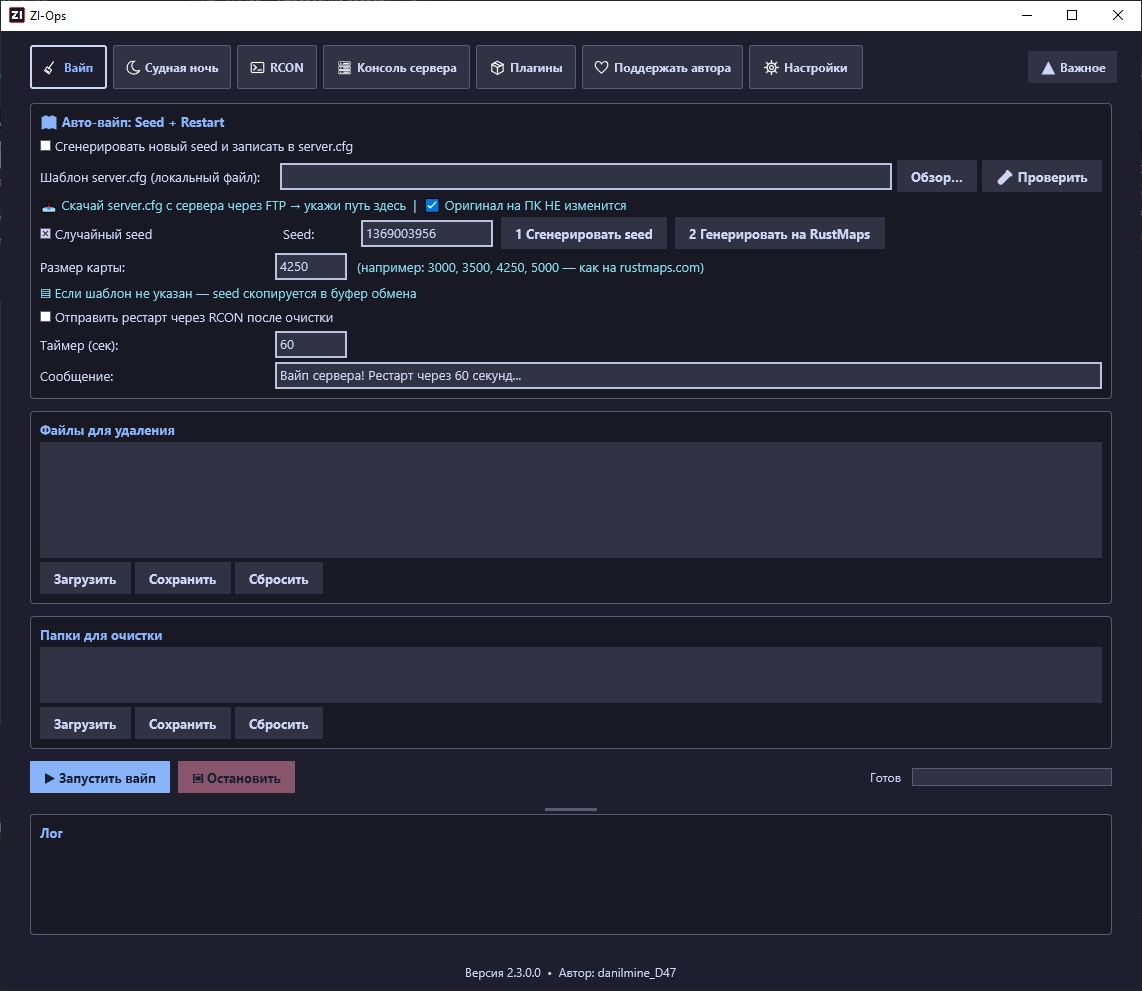 ZI ZI-Ops
Вайп Судная ночь RCON Консоль сервера Плагины Поддержать автора Настройки Важное
Авто-вайп: Seed + Restart
Сгенерировать новый seed и записать в server.cfg
Шаблон server.cfg (локальный файл): Обзор... Проверить
Скачай server.cfg с сервера через FTP → укажи путь здесь | Оригинал на ПК НЕ изменится
Случайный seed Seed: 1369003956 1 Сгенерировать seed 2 Генерировать на RustMaps
Размер карты: 4250 (например: 3000, 3500, 4250, 5000 — как на rustmaps.com)
Если шаблон не указан — seed скопируется в буфер обмена
Отправить рестарт через RCON после очистки
Таймер (сек): 60
Сообщение: Вайп сервера! Рестарт через 60 секунд...
Файлы для удаления
Загрузить Сохранить Сбросить
Папки для очистки
Загрузить Сохранить Сбросить
Запустить вайп Остановить Готов
Лог
Версия 2.3.0.0 • Автор: danilmine_D47